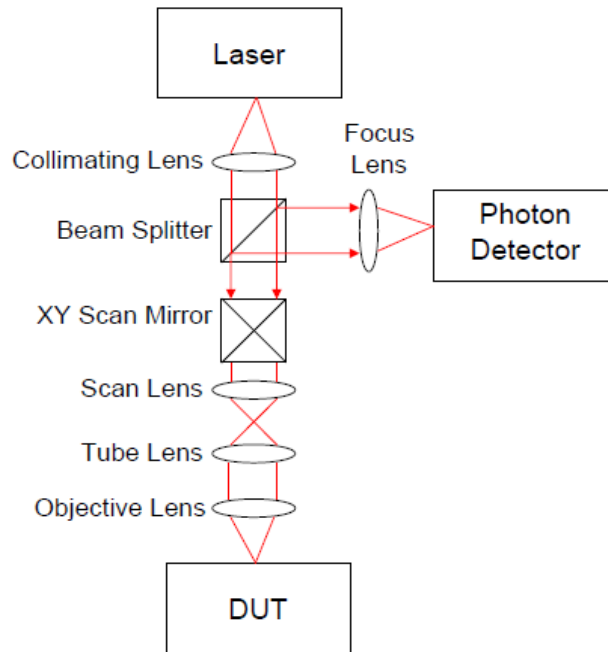 Laser
Collimating Lens
Focus
Lens
Beam Splitter
Photon
Detector
XY Scan Mirror
Scan Lens
Tube Lens
Objective Lens
DUT